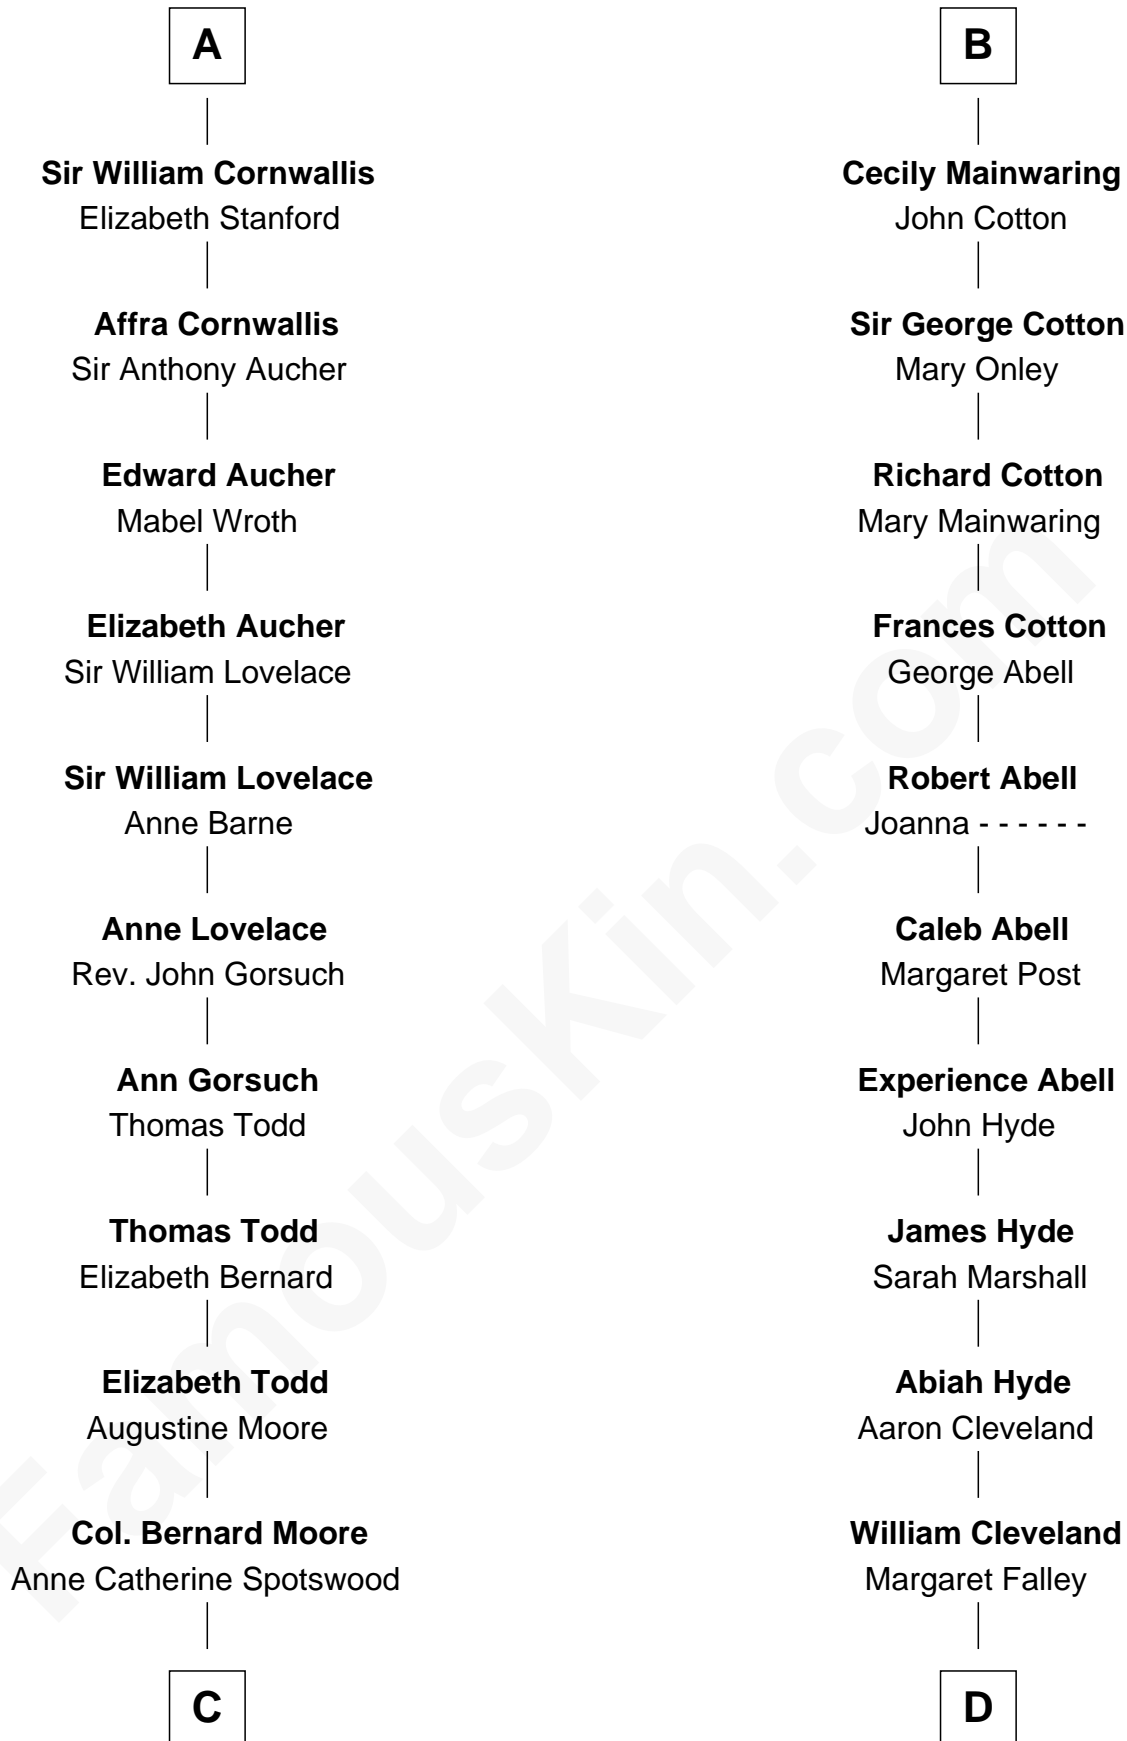 A
Sir William Cornwallis
Elizabeth Stanford
Affra Cornwallis
Sir Anthony Aucher
Edward Aucher
Mabel Wroth
Elizabeth Aucher
Sir William Lovelace
Sir William Lovelace
Anne Barne
Anne Lovelace
Rev. John Gorsuch
Ann Gorsuch
Thomas Todd
Thomas Todd
Elizabeth Bernard
Elizabeth Todd
Augustine Moore
Col. Bernard Moore
Anne Catherine Spotswood
C
B
Cecily Mainwaring
John Cotton
Sir George Cotton
Mary Onley
Richard Cotton
Mary Mainwaring
Frances Cotton
George Abell
Robert Abell
Joanna - - - - - -
Caleb Abell
Margaret Post
Experience Abell
John Hyde
James Hyde
Sarah Marshall
Abiah Hyde
Aaron Cleveland
William Cleveland
Margaret Falley
D
FamousKin.com